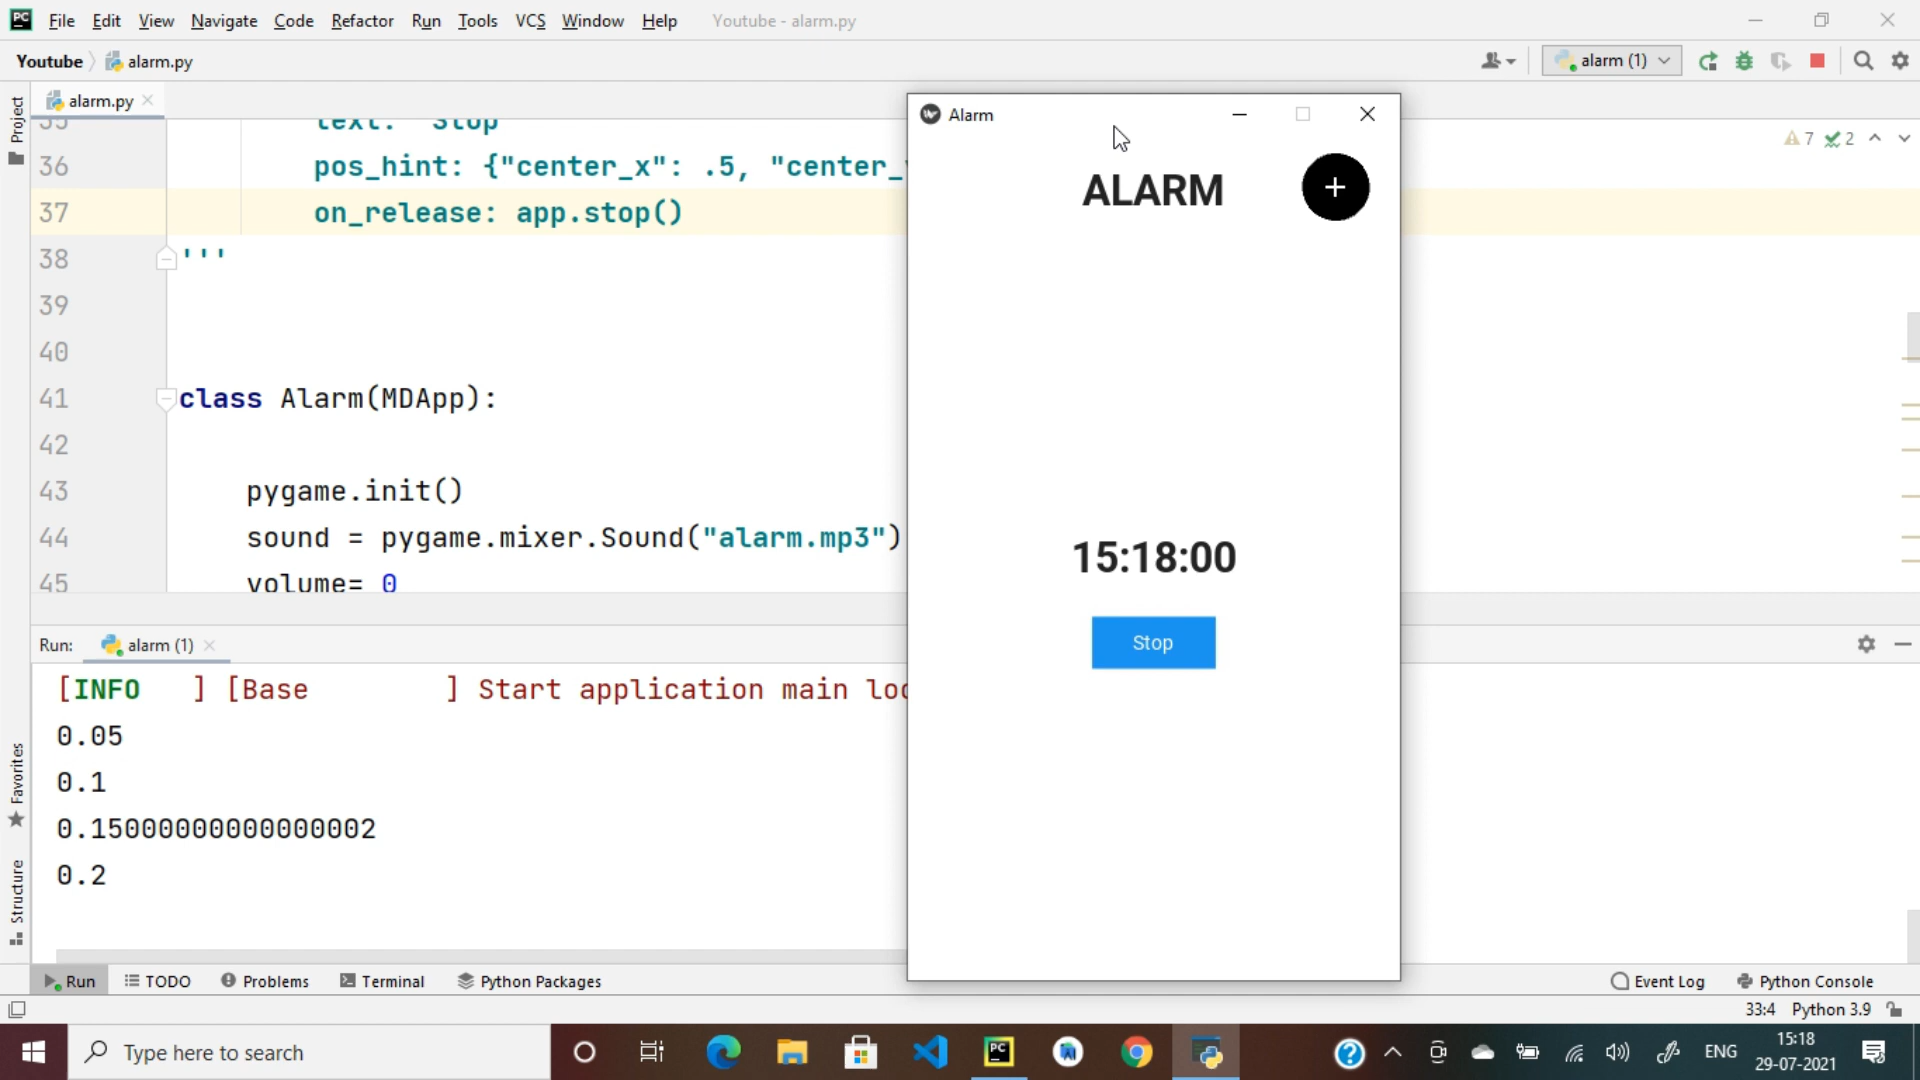 File Edit View Navigate Code Refactor Run Tools VCS Window Help Youtube - alarm.py
Youtube alarm.py alarm (1)
Project
alarm.py
35 text: "Stop
36 pos_hint: {"center_x": .5, "center_
37 on_release: app.stop()
38 '''
39
40
41 class Alarm(MDApp):
42
43 pygame.init()
44 sound = pygame.mixer.Sound("alarm.mp3")
45 volume= 0
7 2
Alarm
ALARM
+
15:18:00
Stop
Run: alarm (1)
[INFO ] [Base ] Start application main loo
0.05
0.1
0.15000000000000002
0.2
Favorites
Structure
Run TODO Problems Terminal Python Packages Event Log Python Console
33:4 Python 3.9
Type here to search
PC
ENG
15:18
29-07-2021